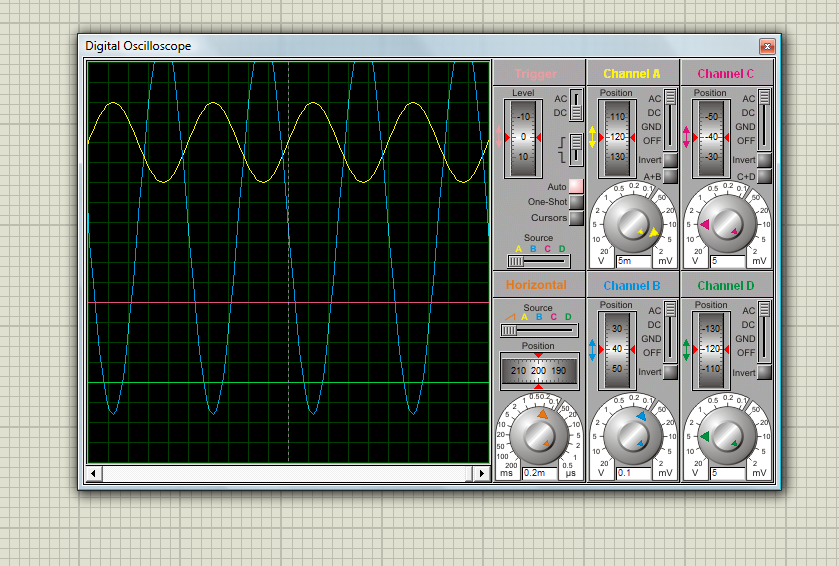 Digital Oscilloscope
Trigger
Level
-10
0
10
AC
DC
Auto
One-Shot
Cursors
Source
A B C D
Channel A
Position
110
-120
-130
AC
DC
GND
OFF
Invert
A+B
V 5m mV
20 10 5 2 1 0.5 0.2 0.1 50 20 10 5 2
Channel C
Position
-50
-40
-30
AC
DC
GND
OFF
Invert
C+D
V 5 mV
20 10 5 2 1 0.5 0.2 0.1 50 20 10 5 2
Horizontal
Source
A B C D
Position
210 200 190
ms 0.2m µs
200 100 50 20 10 5 2 1 0.5 0.2 0.1 50 20 10 5 2 1 0.5
Channel B
Position
30
40
50
AC
DC
GND
OFF
Invert
V 0.1 mV
20 10 5 2 1 0.5 0.2 0.1 50 20 10 5 2
Channel D
Position
-130
-120
-110
AC
DC
GND
OFF
Invert
V 5 mV
20 10 5 2 1 0.5 0.2 0.1 50 20 10 5 2